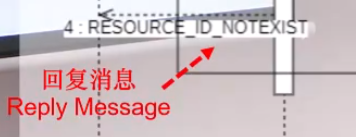 4 : RESOURCE_ID_NOTEXIST
回复消息
Reply Message